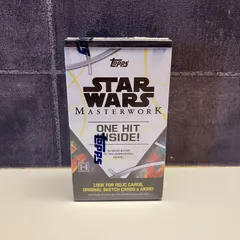 Topps
STAR
WARS
MASTERWORK
ONE HIT
INSIDE!
TOPPS
LOOK FOR RELIC CARDS,
ORIGINAL SKETCH CARDS & MORE!